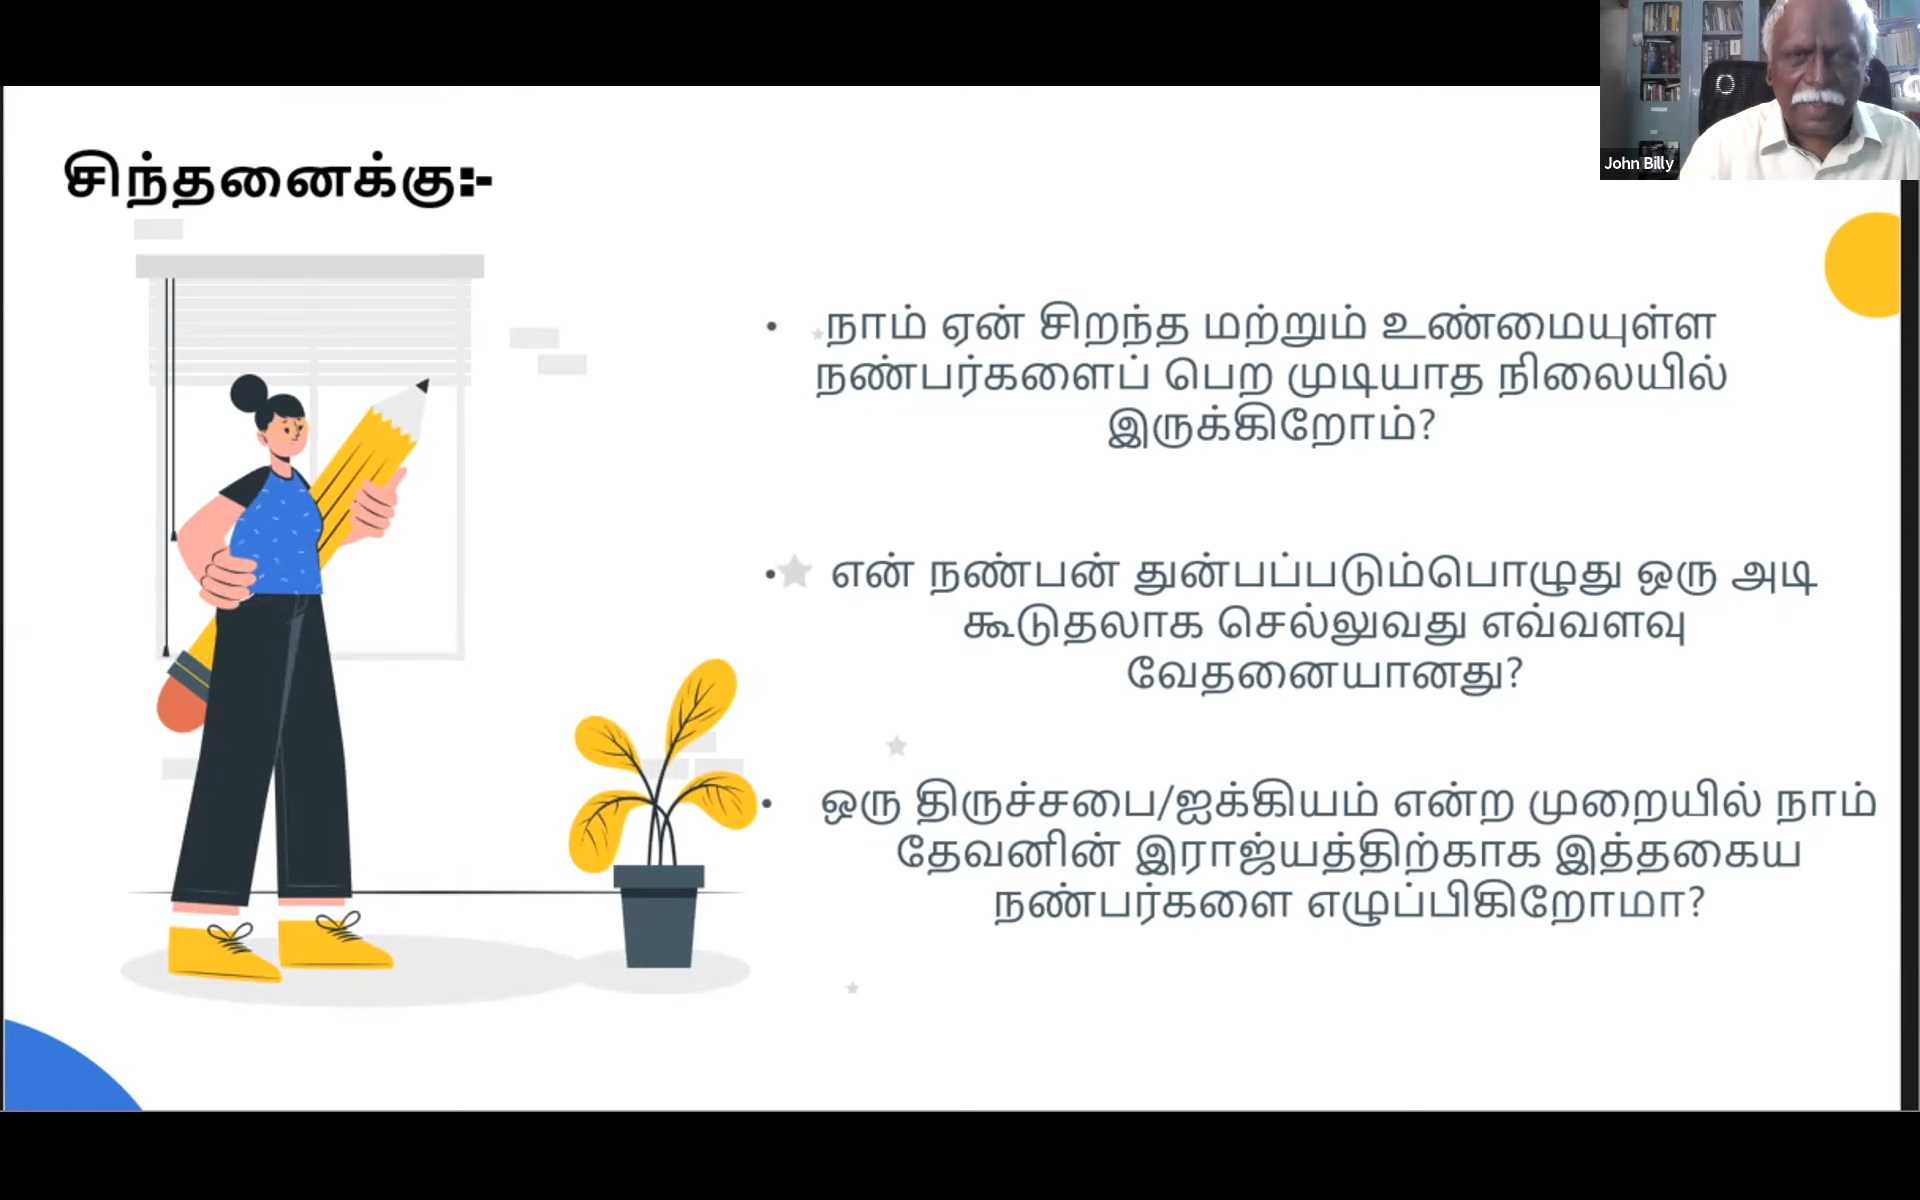 John Billy
சிந்தனைக்கு:-
• நாம் ஏன் சிறந்த மற்றும் உண்மையுள்ள
நண்பர்களைப் பெற முடியாத நிலையில்
இருக்கிறோம்?
• என் நண்பன் துன்பப்படும்பொழுது ஒரு அடி
கூடுதலாக செல்லுவது எவ்வளவு
வேதனையானது?
• ஒரு திருச்சபை/ஐக்கியம் என்ற முறையில் நாம்
தேவனின் இராஜ்யத்திற்காக இத்தகைய
நண்பர்களை எழுப்பிகிறோமா?